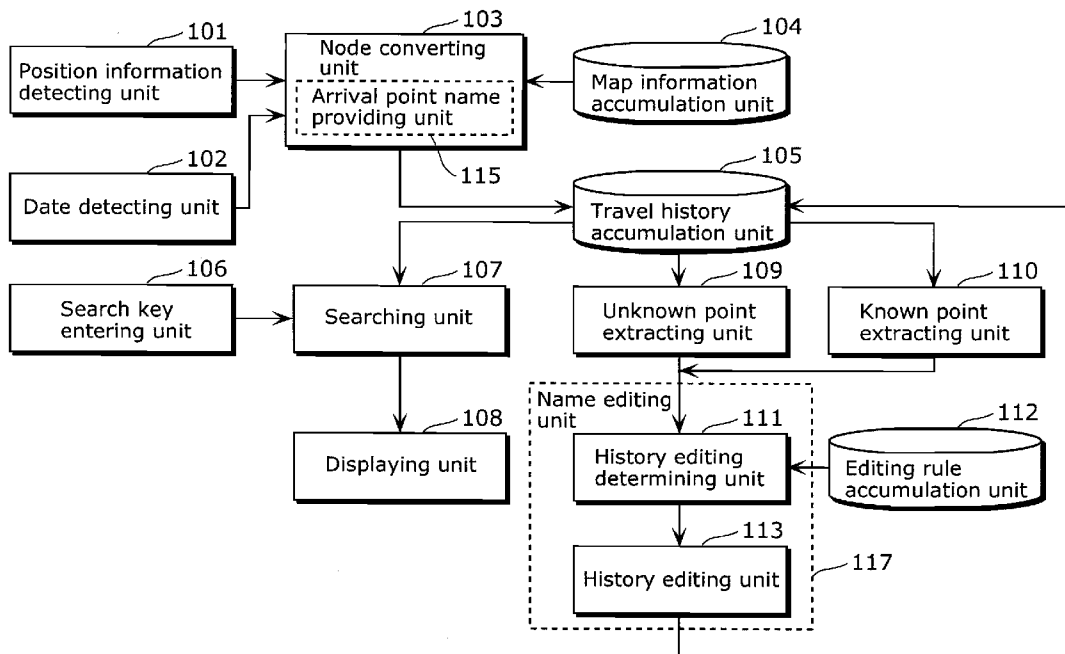 101
Position information
detecting unit
103
Node converting
unit
Arrival point name
providing unit
115
104
Map information
accumulation unit
102
Date detecting unit
105
Travel history
accumulation unit
106
Search key
entering unit
107
Searching unit
109
Unknown point
extracting unit
110
Known point
extracting unit
108
Displaying unit
Name editing
unit
111
History editing
determining unit
112
Editing rule
accumulation unit
113
History editing unit
117